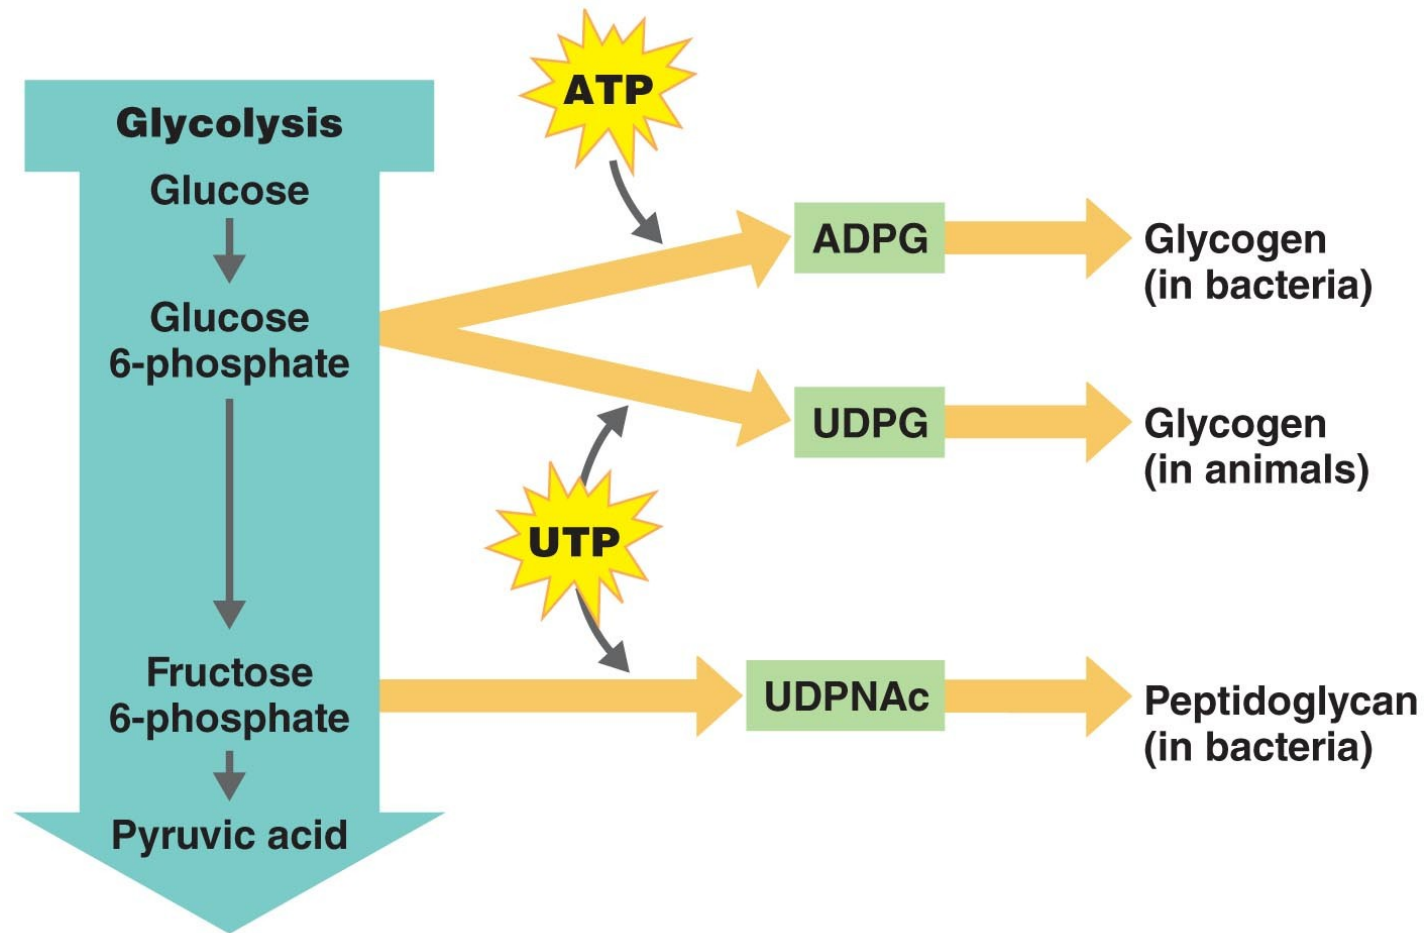 Glycolysis
Glucose
Glucose
6-phosphate
Fructose
6-phosphate
Pyruvic acid
ATP
UTP
ADPG
Glycogen
(in bacteria)
UDPG
Glycogen
(in animals)
UDPNAc
Peptidoglycan
(in bacteria)